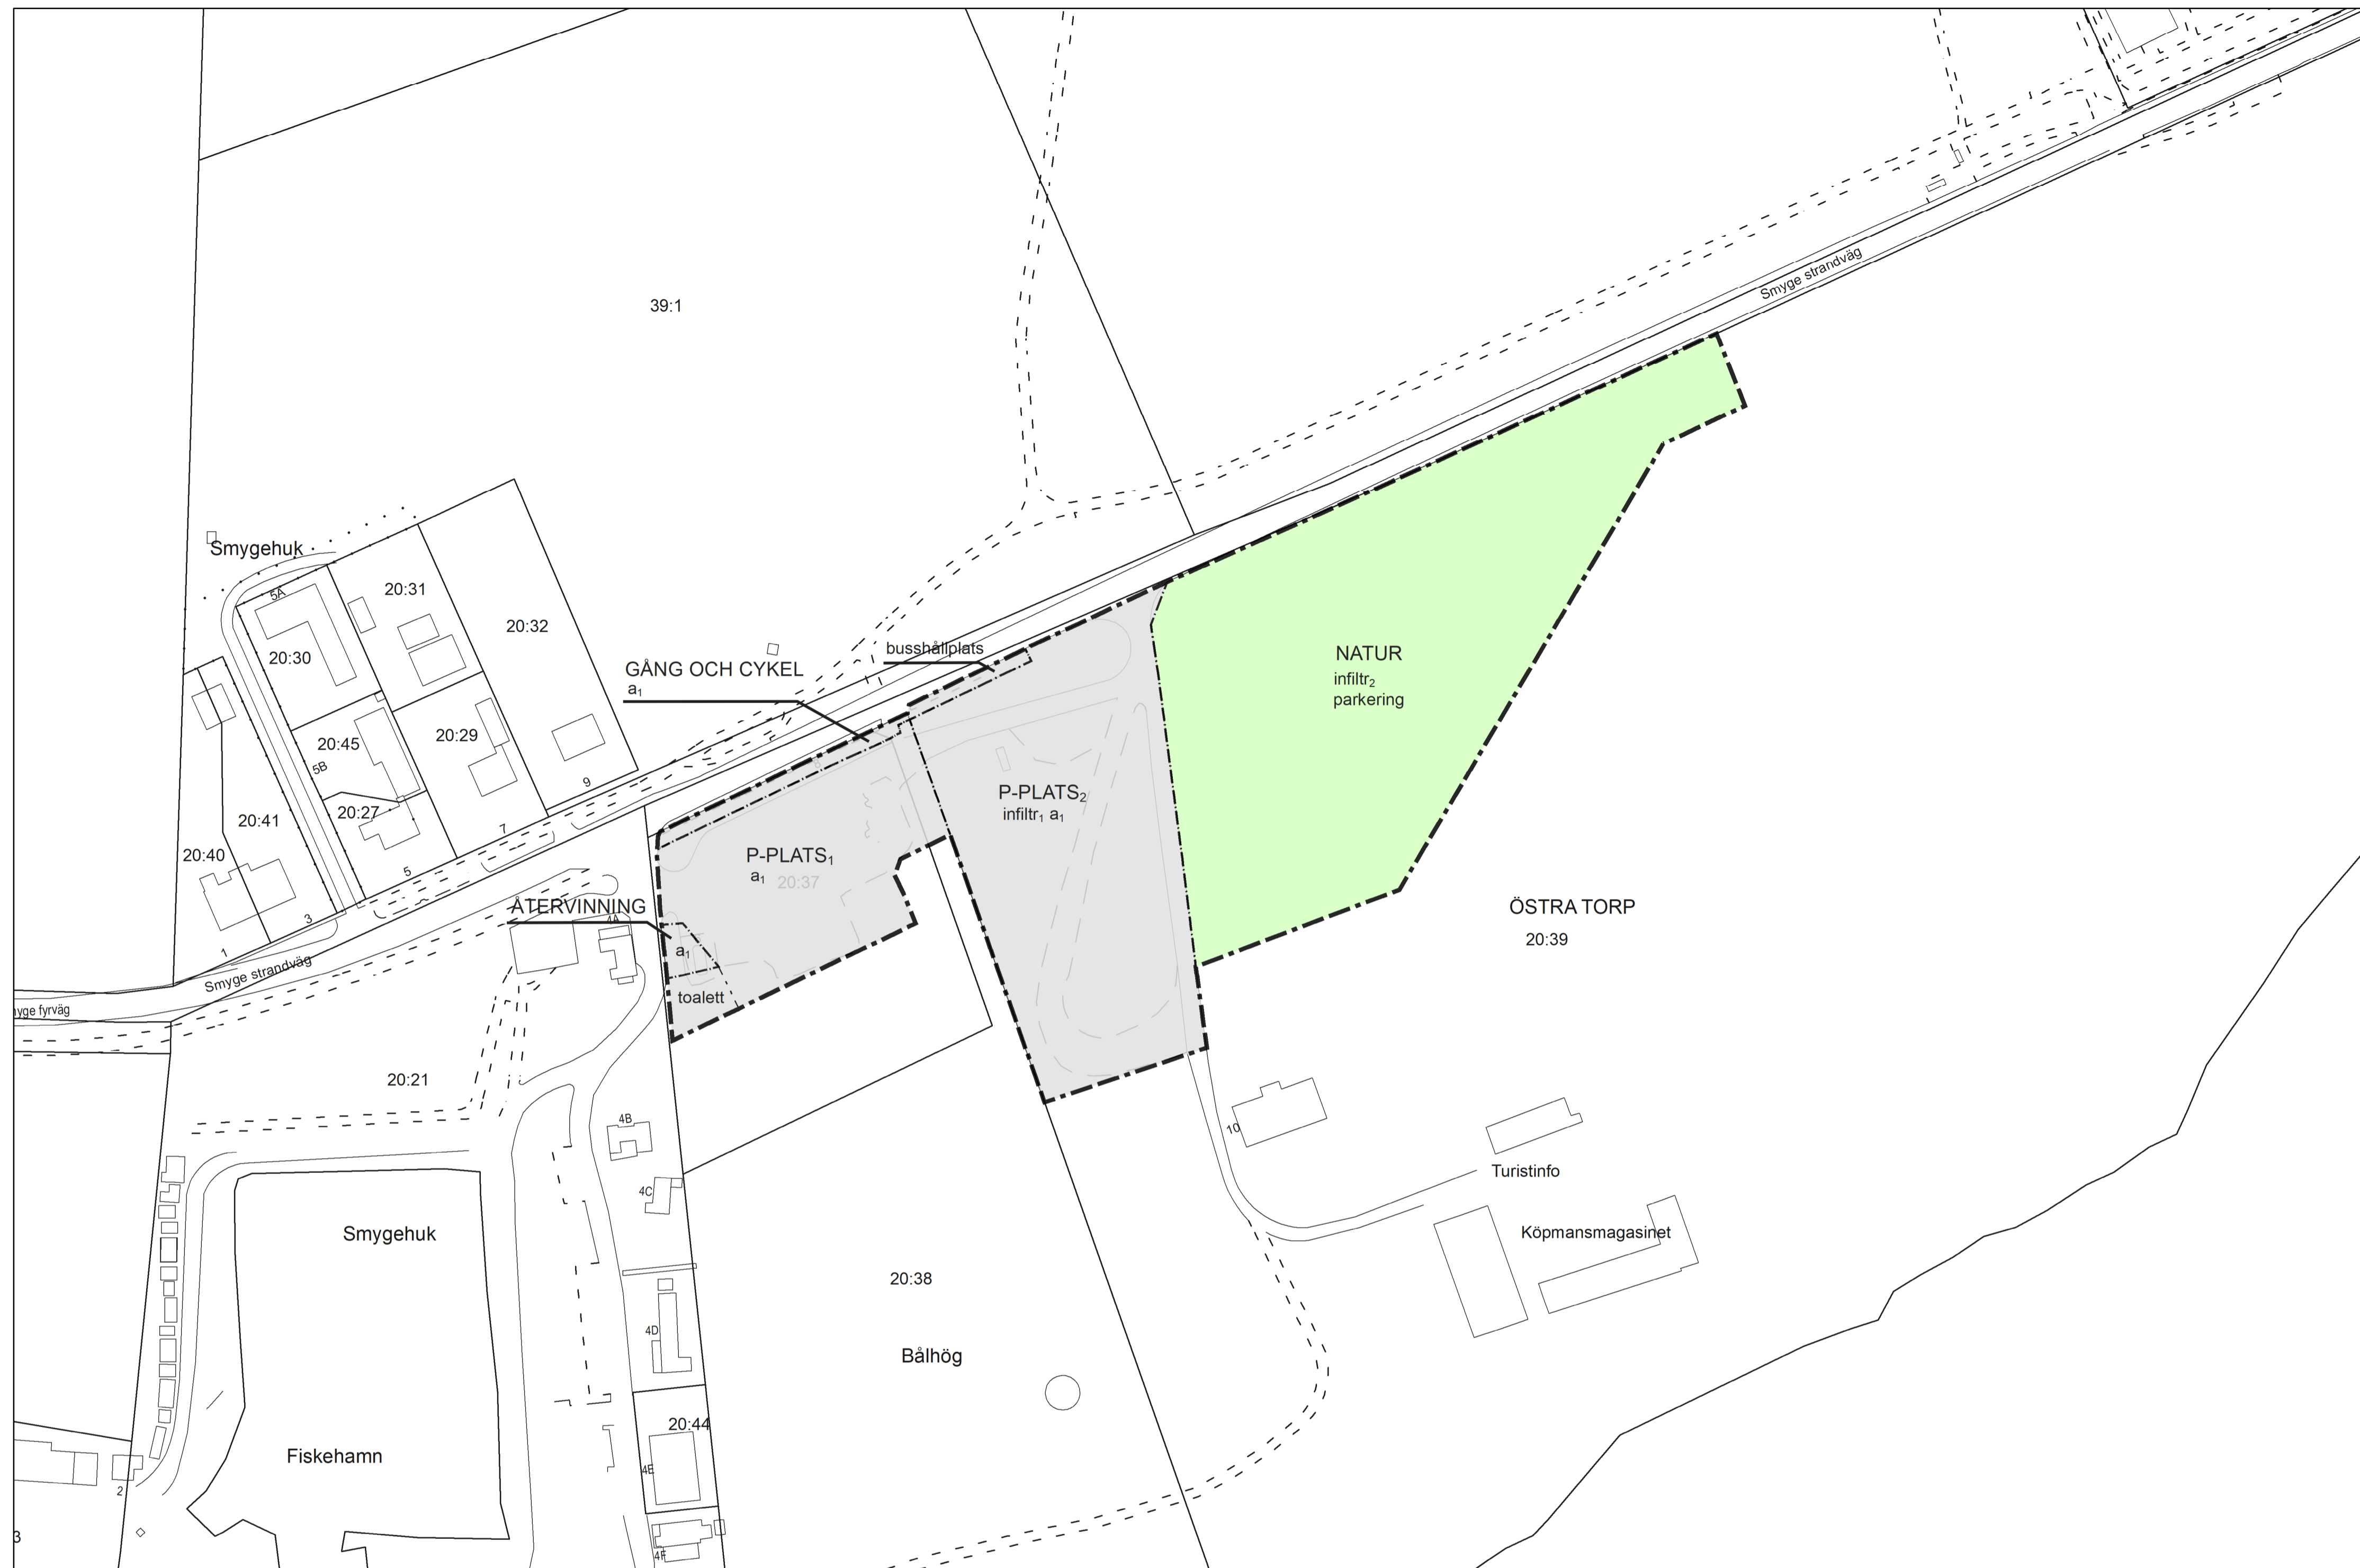 39:1
Smyge strandväg
Smygehuk
5A
20:31
20:32
20:30
busshållplats
GÅNG OCH CYKEL
a1
NATUR
infiltr2
parkering
20:45
20:29
5B
9
20:27
7
20:41
20:40
5
3
1
P-PLATS2
infiltr1 a1
P-PLATS1
a1
20:37
ÅTERVINNING
4A
a1
toalett
ÖSTRA TORP
20:39
Smyge strandväg
yge fyrväg
20:21
4B
10
4C
Turistinfo
Smygehuk
Köpmansmagasinet
20:38
4D
Bålhög
20:44
Fiskehamn
4E
2
3
4F